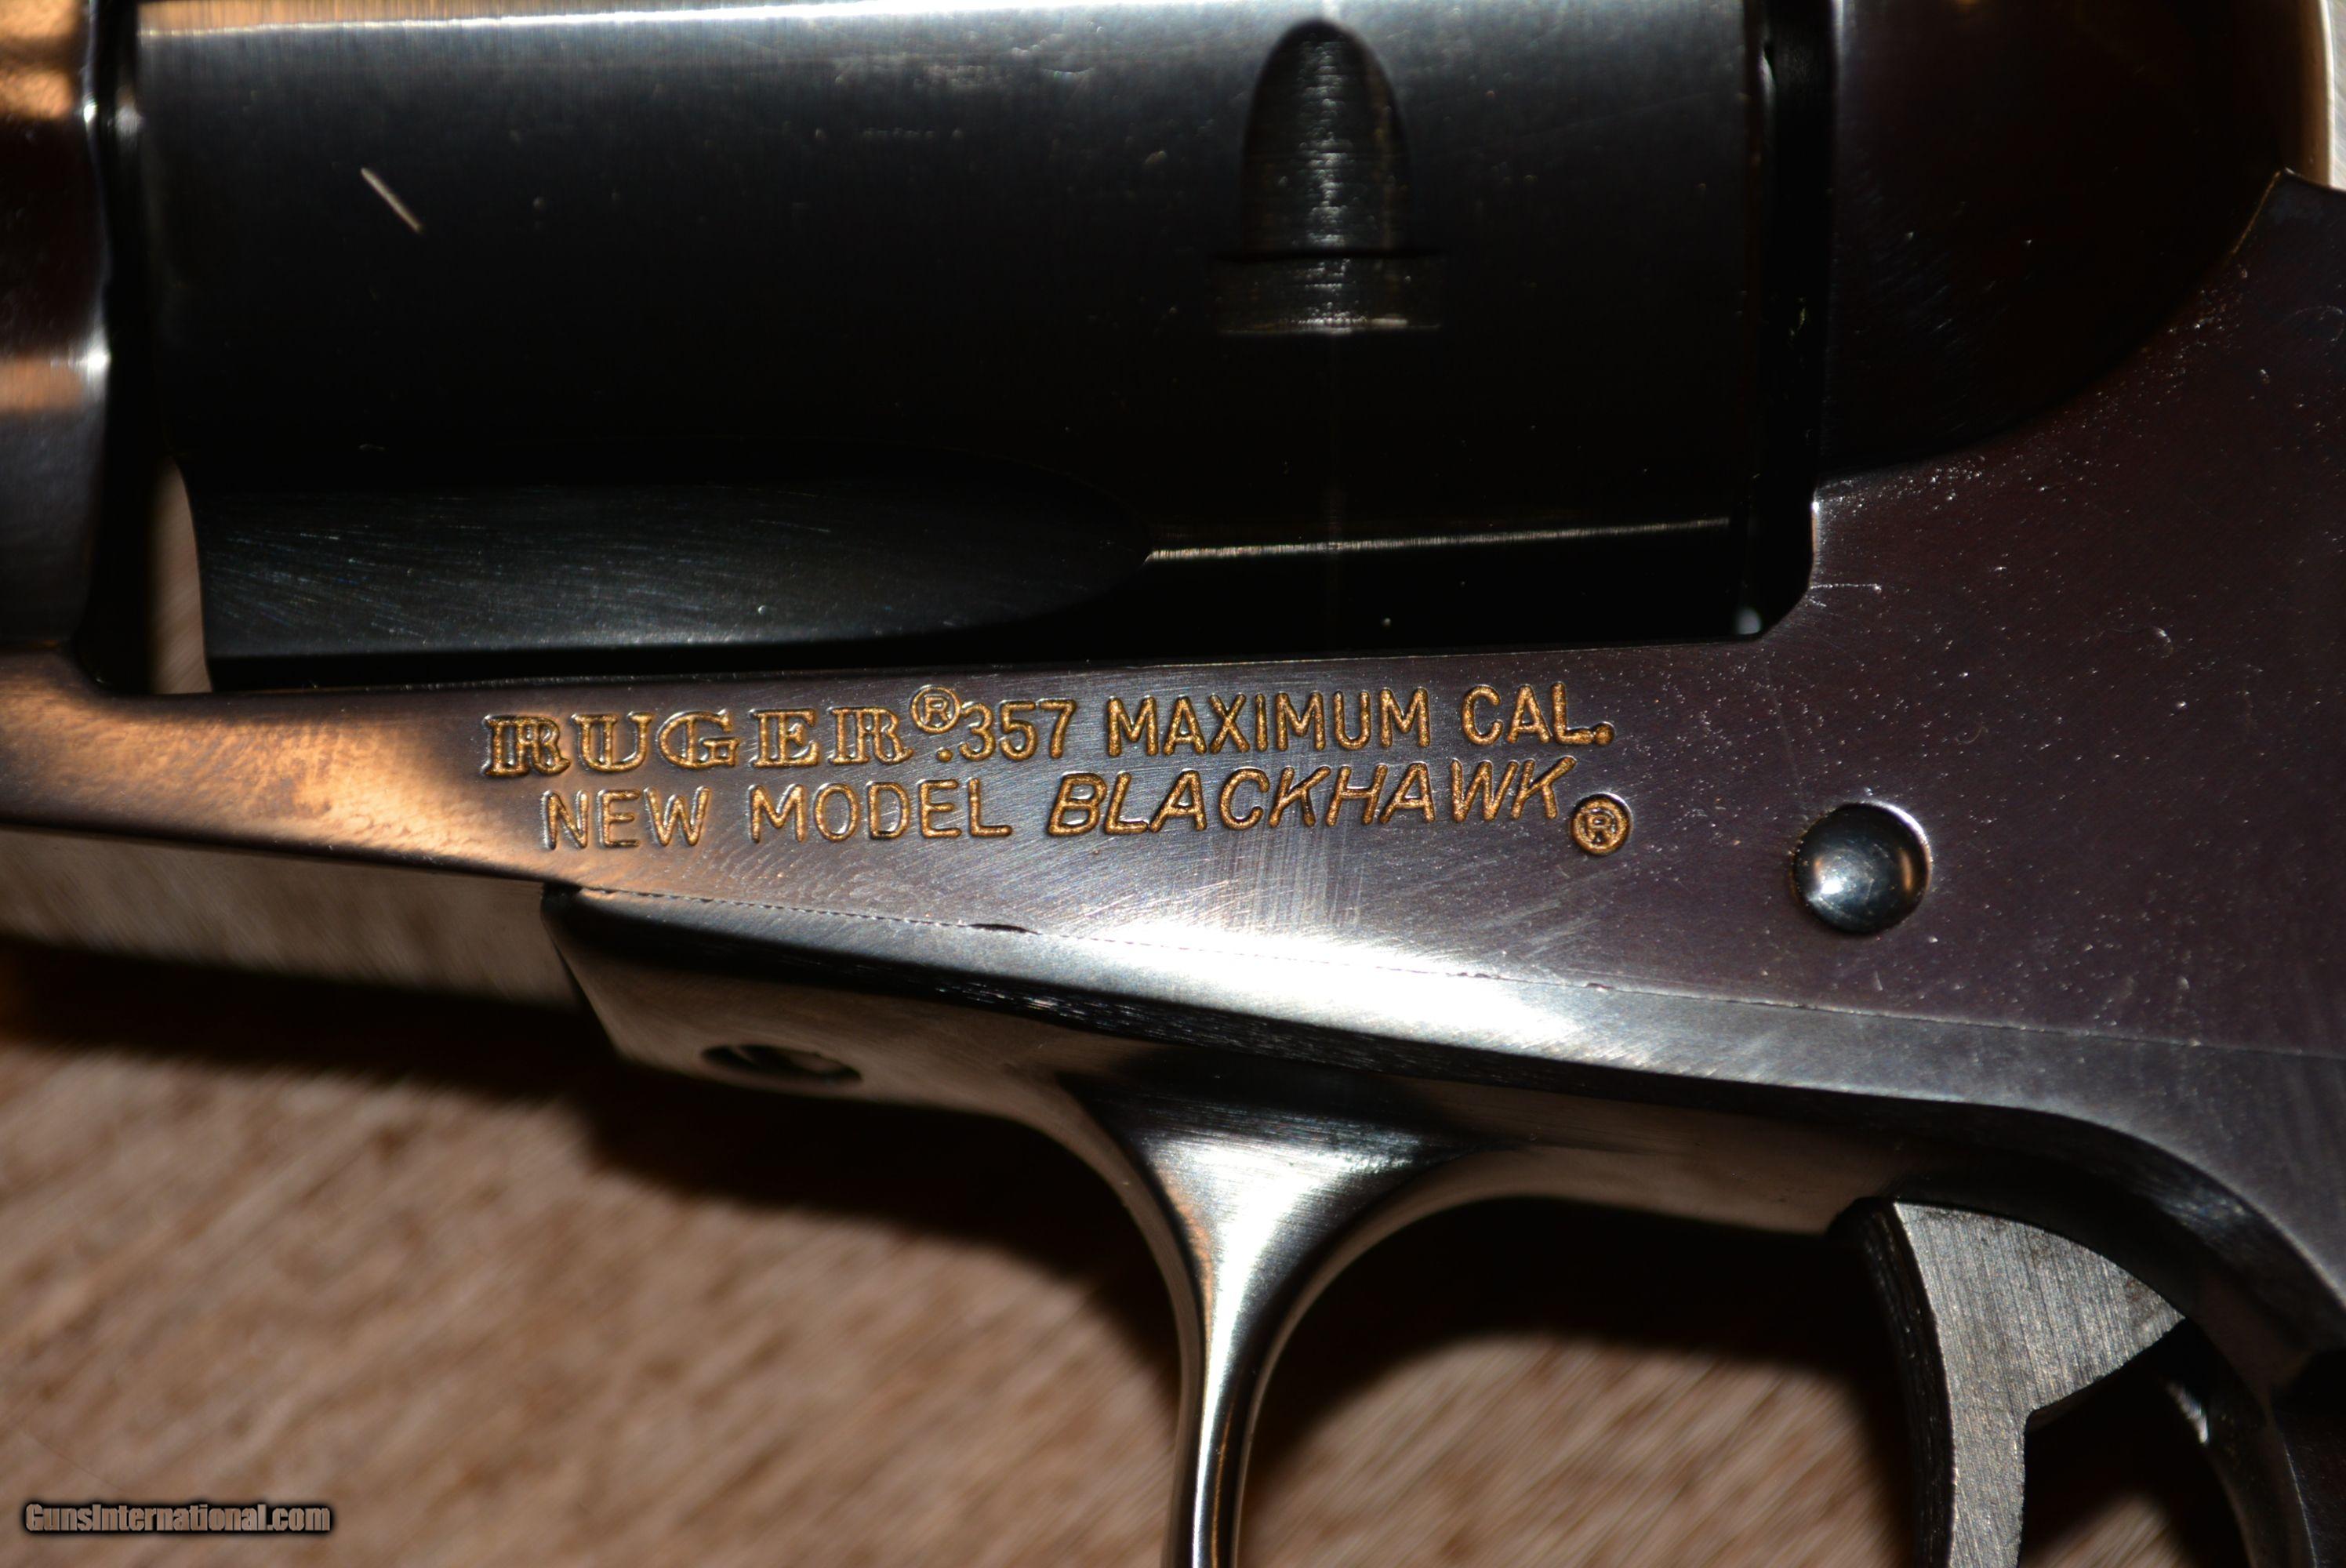 RUGER® .357 MAXIMUM CAL.
NEW MODEL BLACKHAWK®
GunsInternational.com